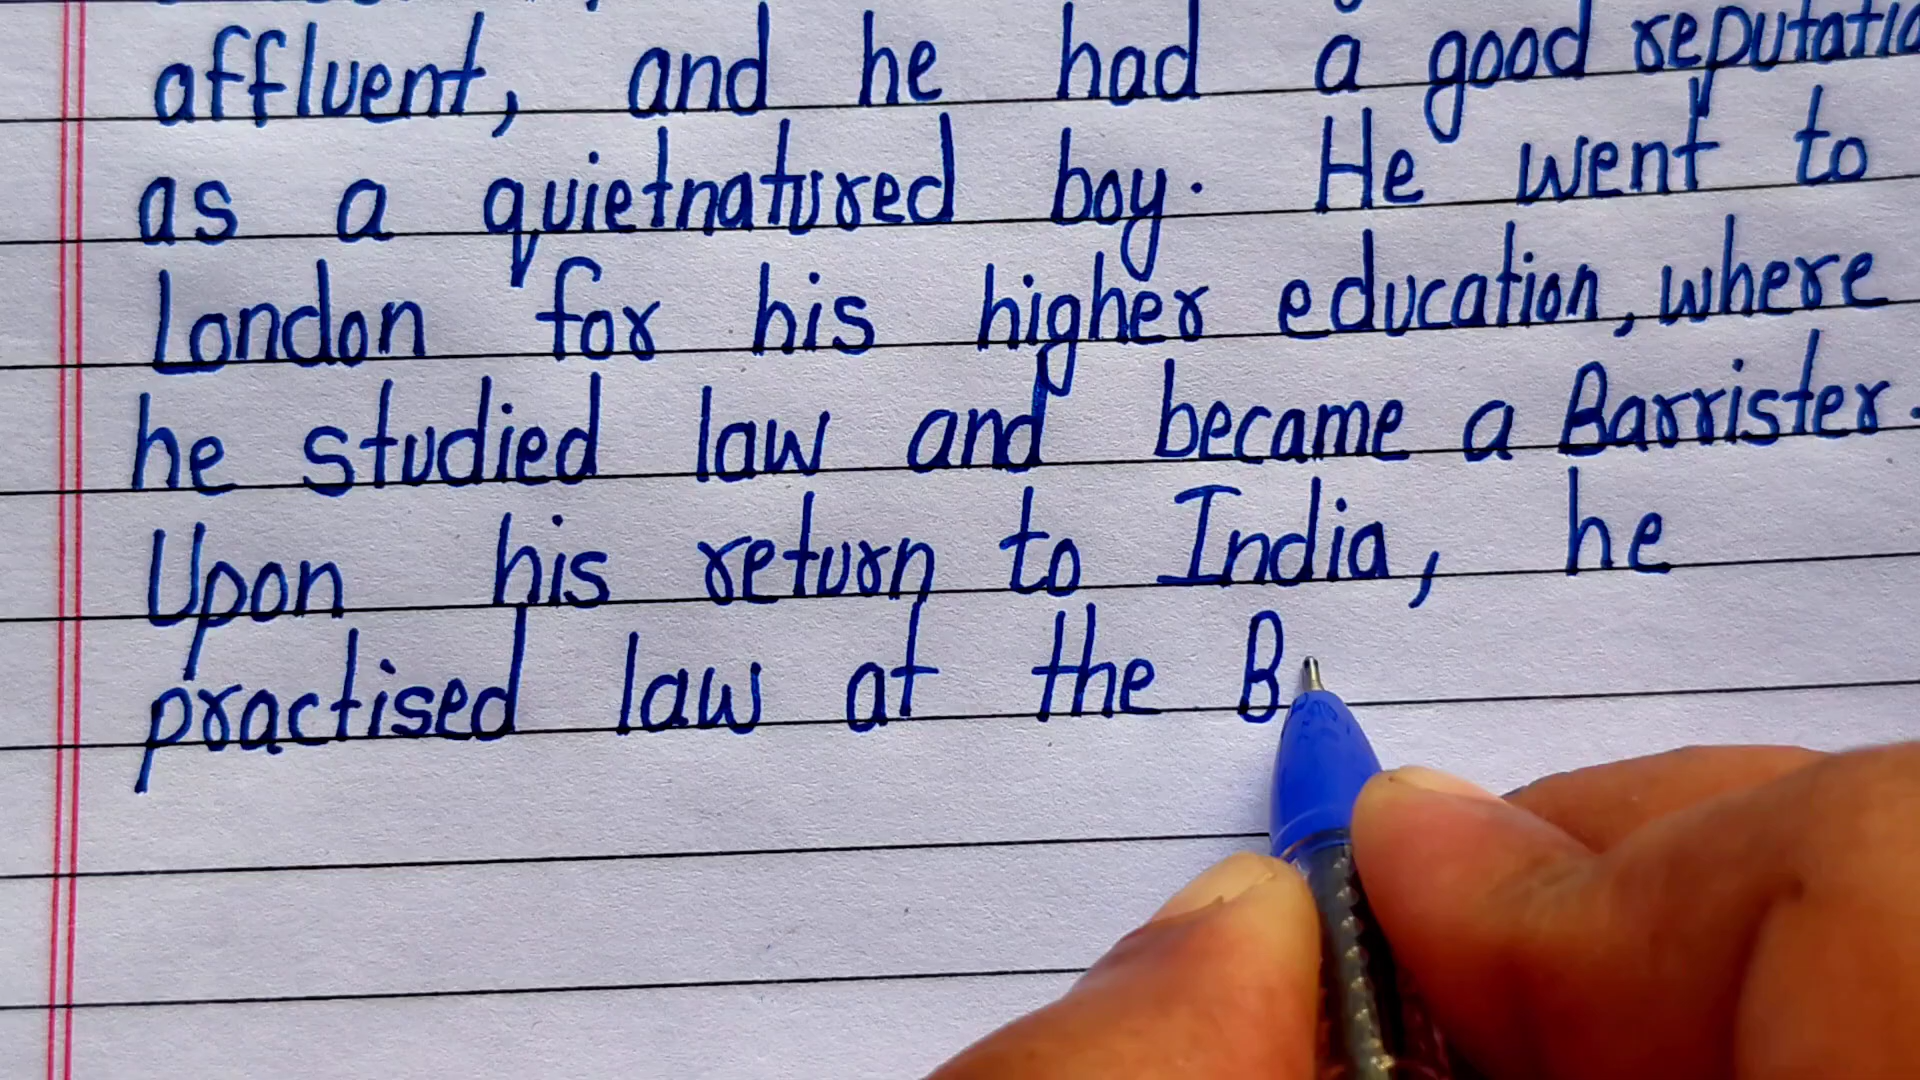 affluent, and he had a good reputatio
as a quietnatured boy. He went to
London for his higher education, where
he studied law and became a Barrister.
Upon his return to India, he
practised law at the B